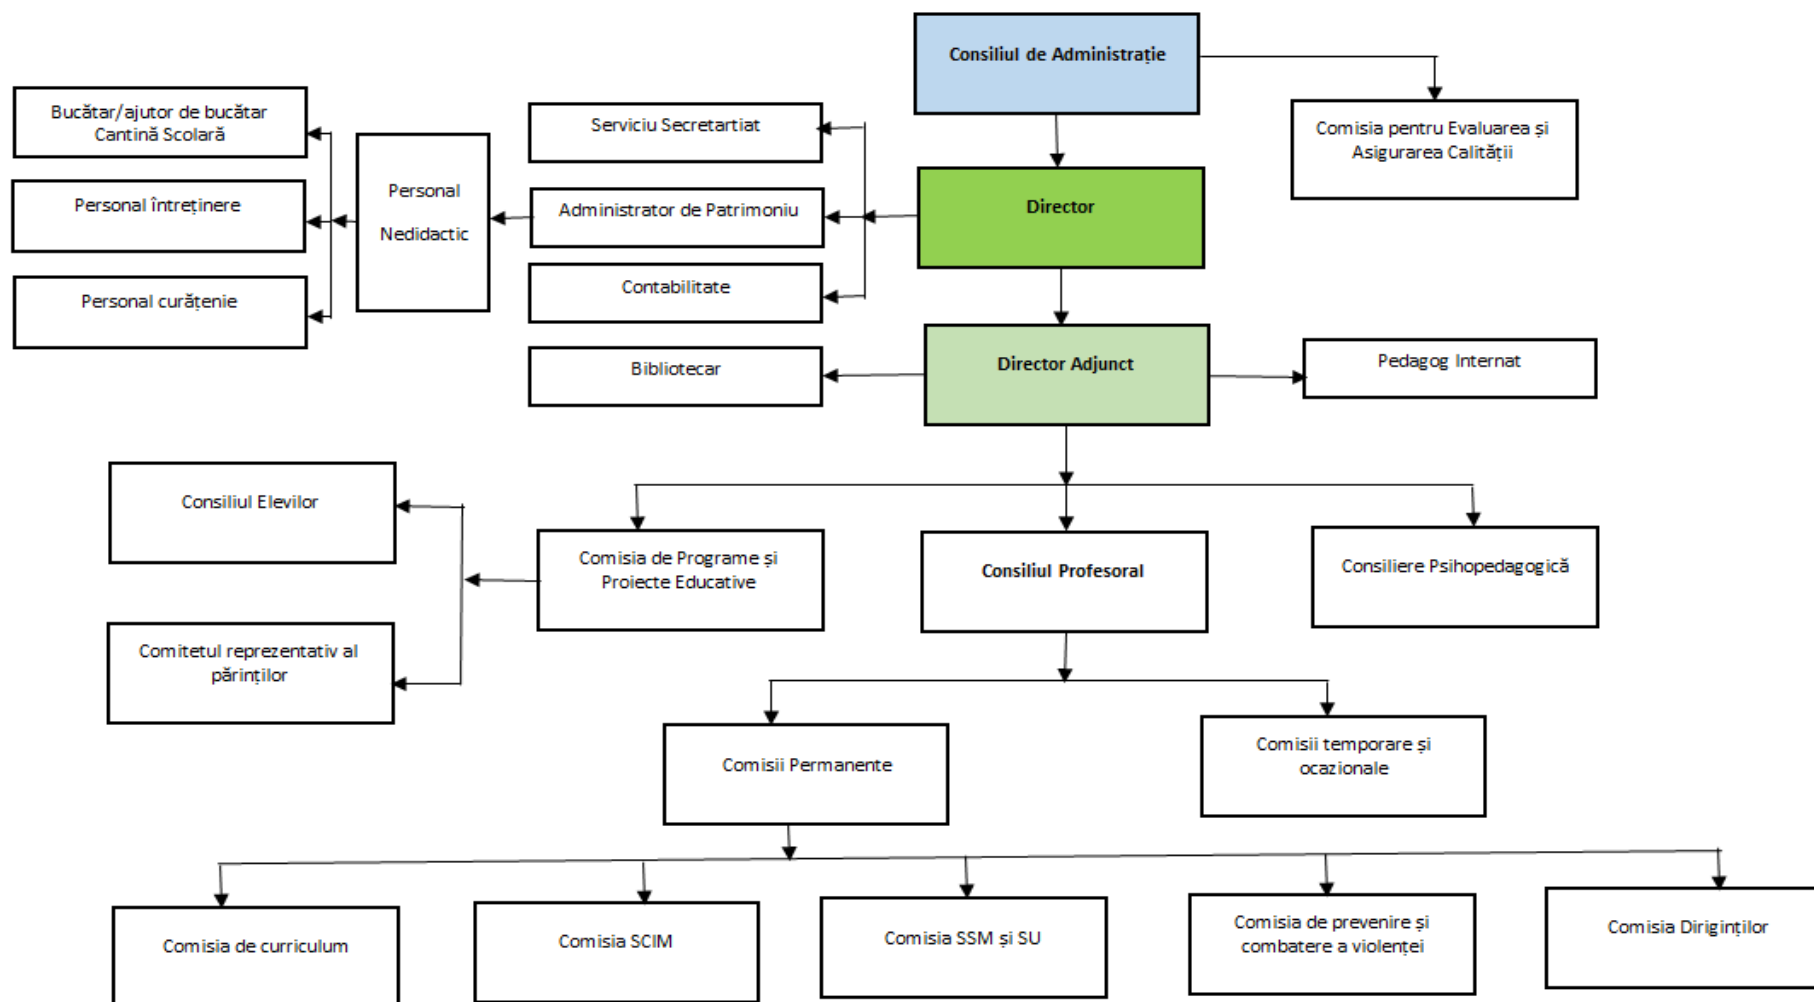 Consiliul de Administrație
Bucătar/ajutor de bucătar
Cantină Scolară
Serviciu Secretartiat
Comisia pentru Evaluarea și
Asigurarea Calității
Personal întreținere
Personal
Nedidactic
Administrator de Patrimoniu
Director
Personal curățenie
Contabilitate
Bibliotecar
Director Adjunct
Pedagog Internat
Consiliul Elevilor
Comisia de Programe și
Proiecte Educative
Consiliul Profesoral
Consiliere Psihopedagogică
Comitetul reprezentativ al
părinților
Comisii Permanente
Comisii temporare și
ocazionale
Comisia de curriculum
Comisia SCIM
Comisia SSM și SU
Comisia de prevenire și
combatere a violenței
Comisia Diriginților